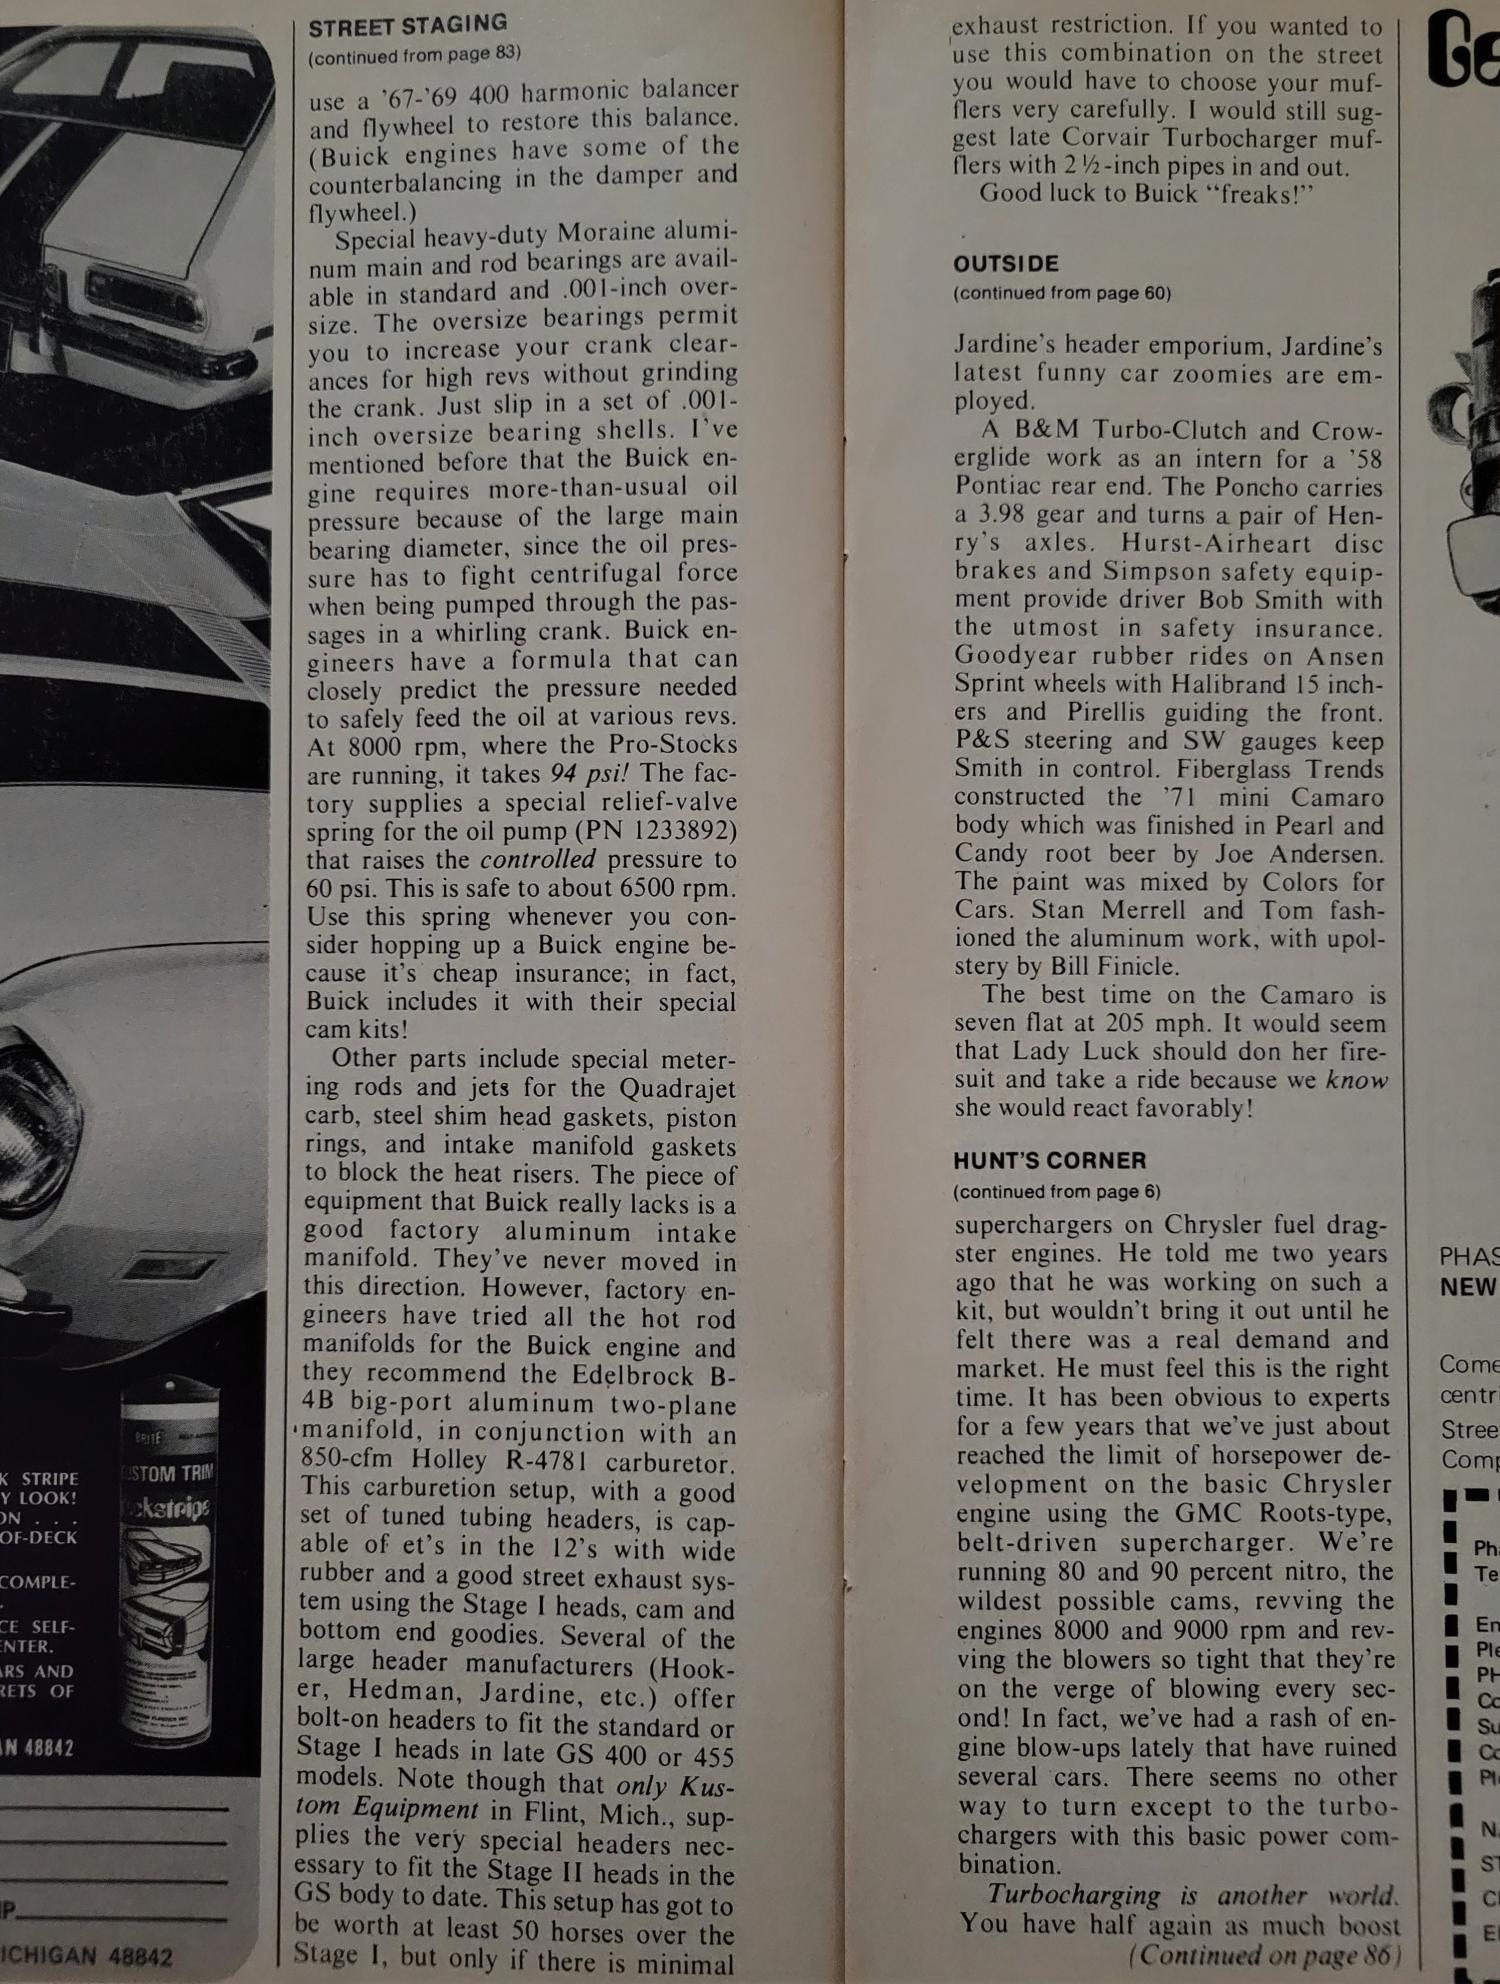 STREET STAGING
(continued from page 83)
use a '67-'69 400 harmonic balancer
and flywheel to restore this balance.
(Buick engines have some of the
counterbalancing in the damper and
flywheel.)
Special heavy-duty Moraine alumi-
num main and rod bearings are avail-
able in standard and .001-inch over-
size. The oversize bearings permit
you to increase your crank clear-
ances for high revs without grinding
the crank. Just slip in a set of .001-
inch oversize bearing shells. I've
mentioned before that the Buick en-
gine requires more-than-usual oil
pressure because of the large main
bearing diameter, since the oil pres-
sure has to fight centrifugal force
when being pumped through the pas-
sages in a whirling crank. Buick en-
gineers have a formula that can
closely predict the pressure needed
to safely feed the oil at various revs.
At 8000 rpm, where the Pro-Stocks
are running, it takes 94 psi! The fac-
tory supplies a special relief-valve
spring for the oil pump (PN 1233892)
that raises the controlled pressure to
60 psi. This is safe to about 6500 rpm.
Use this spring whenever you con-
sider hopping up a Buick engine be-
cause it's cheap insurance; in fact,
Buick includes it with their special
cam kits!
Other parts include special meter-
ing rods and jets for the Quadrajet
carb, steel shim head gaskets, piston
rings, and intake manifold gaskets
to block the heat risers. The piece of
equipment that Buick really lacks is a
good factory aluminum intake
manifold. They've never moved in
this direction. However, factory en-
gineers have tried all the hot rod
manifolds for the Buick engine and
they recommend the Edelbrock B-
4B big-port aluminum two-plane
manifold, in conjunction with an
850-cfm Holley R-4781 carburetor.
This carburetion setup, with a good
set of tuned tubing headers, is cap-
able of et's in the 12's with wide
rubber and a good street exhaust sys-
tem using the Stage I heads, cam and
bottom end goodies. Several of the
large header manufacturers (Hook-
er, Hedman, Jardine, etc.) offer
bolt-on headers to fit the standard or
Stage I heads in late GS 400 or 455
models. Note though that only Kus-
tom Equipment in Flint, Mich., sup-
plies the very special headers nec-
essary to fit the Stage II heads in the
GS body to date. This setup has got to
be worth at least 50 horses over the
Stage I, but only if there is minimal
exhaust restriction. If you wanted to
use this combination on the street
you would have to choose your muf-
flers very carefully. I would still sug-
gest late Corvair Turbocharger muf-
flers with 2½-inch pipes in and out.
Good luck to Buick "freaks!"
OUTSIDE
(continued from page 60)
Jardine's header emporium, Jardine's
latest funny car zoomies are em-
ployed.
A B&M Turbo-Clutch and Crow-
erglide work as an intern for a '58
Pontiac rear end. The Poncho carries
a 3.98 gear and turns a pair of Hen-
ry's axles. Hurst-Airheart disc
brakes and Simpson safety equip-
ment provide driver Bob Smith with
the utmost in safety insurance.
Goodyear rubber rides on Ansen
Sprint wheels with Halibrand 15 inch-
ers and Pirellis guiding the front.
P&S steering and SW gauges keep
Smith in control. Fiberglass Trends
constructed the '71 mini Camaro
body which was finished in Pearl and
Candy root beer by Joe Andersen.
The paint was mixed by Colors for
Cars. Stan Merrell and Tom fash-
ioned the aluminum work, with upol-
stery by Bill Finicle.
The best time on the Camaro is
seven flat at 205 mph. It would seem
that Lady Luck should don her fire-
suit and take a ride because we know
she would react favorably!
HUNT'S CORNER
(continued from page 6)
superchargers on Chrysler fuel drag-
ster engines. He told me two years
ago that he was working on such a
kit, but wouldn't bring it out until he
felt there was a real demand and
market. He must feel this is the right
time. It has been obvious to experts
for a few years that we've just about
reached the limit of horsepower de-
velopment on the basic Chrysler
engine using the GMC Roots-type,
belt-driven supercharger. We're
running 80 and 90 percent nitro, the
wildest possible cams, revving the
engines 8000 and 9000 rpm and rev-
ving the blowers so tight that they're
on the verge of blowing every sec-
ond! In fact, we've had a rash of en-
gine blow-ups lately that have ruined
several cars. There seems no other
way to turn except to the turbo-
chargers with this basic power com-
bination.
Turbocharging is another world.
You have half again as much boost
(Continued on page 86)
K STRIPE
Y LOOK!
ON . . .
OF-DECK
COMPLE-
CE SELF-
ENTER.
ARS AND
RETS OF
AN 48842
ICHIGAN 48842
BRITE
STOM TRIM
ckstripe
Ge
PHAS
NEW
Come
centri
Stree
Comp
Pha
Te
En
Ple
PH
Co
Su
Co
Ple
N
ST